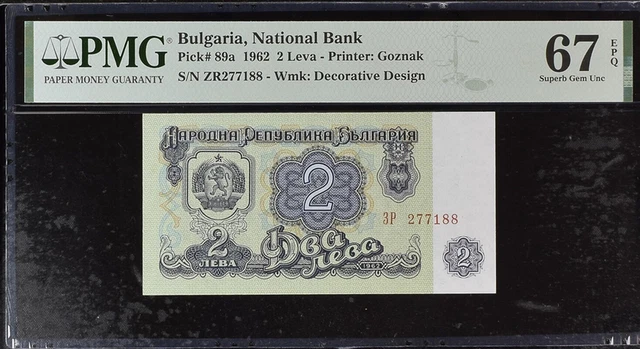 PMG
PAPER MONEY GUARANTY
Bulgaria, National Bank
Pick# 89a 1962 2 Leva - Printer: Goznak
S/N ZR277188 - Wmk: Decorative Design
67 EPQ
Superb Gem Unc
НАРОДНА РЕПУБЛИКА БЪЛГАРИЯ
2
ЗР 277188
2
ЛЕВА
Два
лева
1962
2